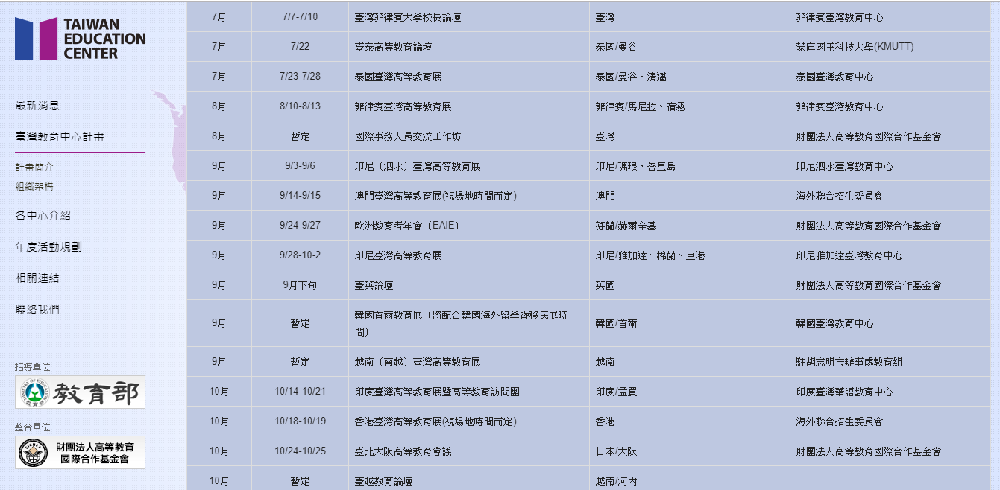 TAIWAN
EDUCATION
CENTER
最新消息
臺灣教育中心計畫
計畫簡介
組織架構
各中心介紹
年度活動規劃
相關連結
聯絡我們
指導單位
MINISTRY OF EDUCATION
教育部
整合單位
FICHET
財團法人高等教育
國際合作基金會
7月 7/7-7/10 臺灣菲律賓大學校長論壇 臺灣 菲律賓臺灣教育中心
7月 7/22 臺泰高等教育論壇 泰國/曼谷 蒙庫國王科技大學(KMUTT)
7月 7/23-7/28 泰國臺灣高等教育展 泰國/曼谷、清邁 泰國臺灣教育中心
8月 8/10-8/13 菲律賓臺灣高等教育展 菲律賓/馬尼拉、宿霧 菲律賓臺灣教育中心
8月 暫定 國際事務人員交流工作坊 臺灣 財團法人高等教育國際合作基金會
9月 9/3-9/6 印尼〔泗水〕臺灣高等教育展 印尼/瑪琅、峇里島 印尼泗水臺灣教育中心
9月 9/14-9/15 澳門臺灣高等教育展(視場地時間而定) 澳門 海外聯合招生委員會
9月 9/24-9/27 歐洲教育者年會〔EAIE〕 芬蘭/赫爾辛基 財團法人高等教育國際合作基金會
9月 9/28-10-2 印尼臺灣高等教育展 印尼/雅加達、棉蘭、巨港 印尼雅加達臺灣教育中心
9月 9月下旬 臺英論壇 英國 財團法人高等教育國際合作基金會
9月 暫定 韓國首爾教育展〔將配合韓國海外留學暨移民展時
間〕 韓國/首爾 韓國臺灣教育中心
9月 暫定 越南〔南越〕臺灣高等教育展 越南 駐胡志明市辦事處教育組
10月 10/14-10/21 印度臺灣高等教育展暨高等教育訪問團 印度/孟買 印度臺灣華語教育中心
10月 10/18-10/19 香港臺灣高等教育展(視場地時間而定) 香港 海外聯合招生委員會
10月 10/24-10/25 臺北大阪高等教育會議 日本/大阪 財團法人高等教育國際合作基金會
10月 暫定 臺越教育論壇 越南/河內